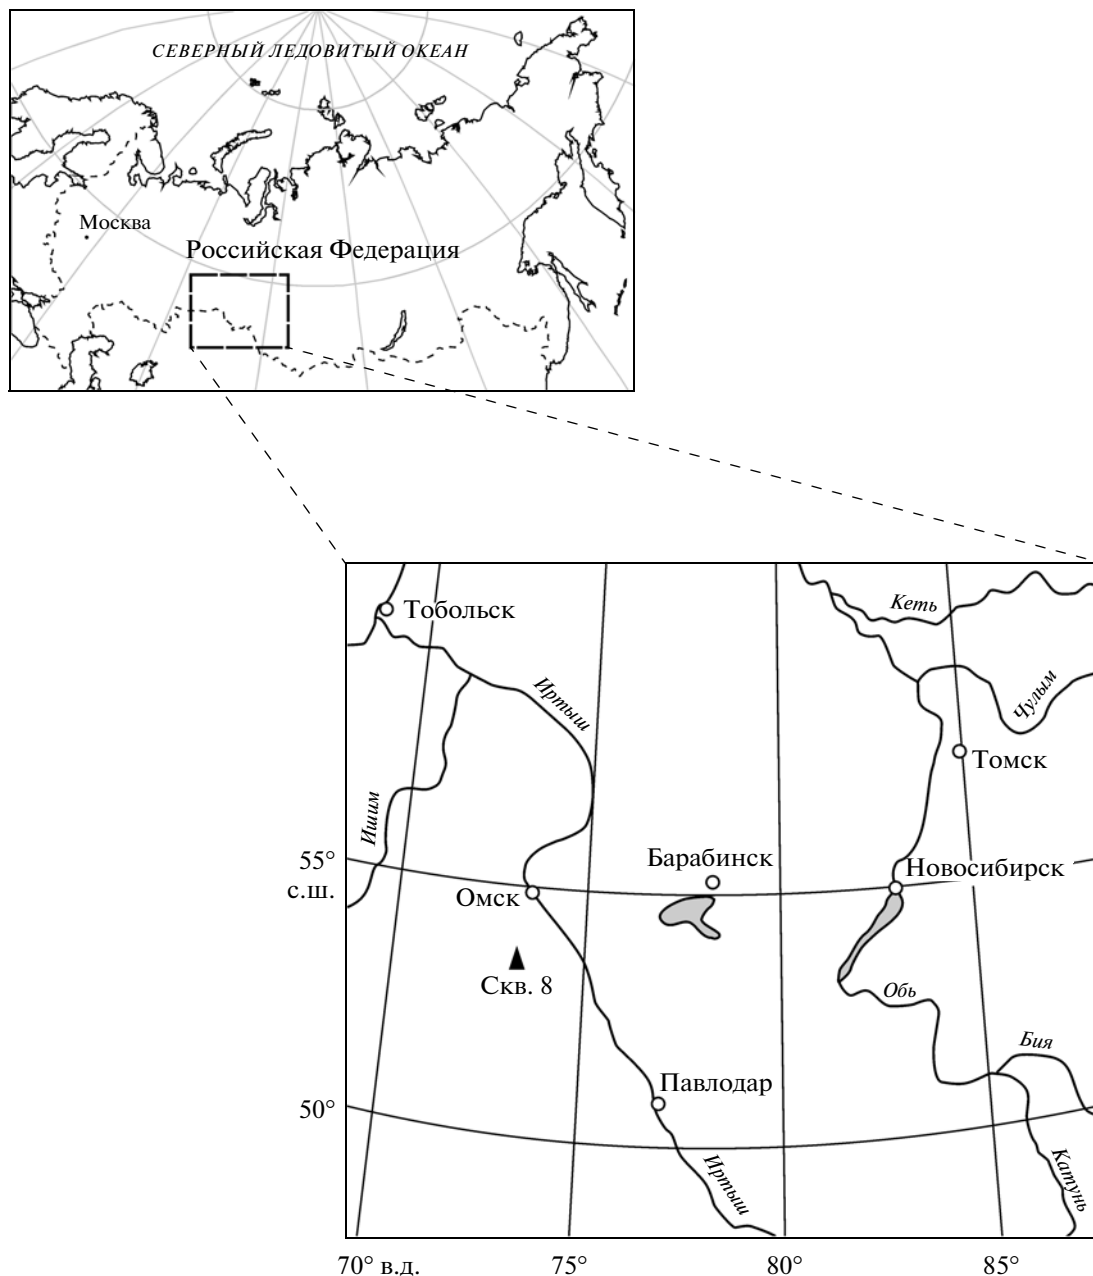 СЕВЕРНЫЙ ЛЕДОВИТЫЙ ОКЕАН
Москва
Российская Федерация
Кеть
Тобольск
Иртыш
Чулым
Томск
Ишим
55°
с.ш.
Барабинск
Новосибирск
Омск
Скв. 8
Обь
Бия
Павлодар
50°
Иртыш
Катунь
70° в.д.
75°
80°
85°